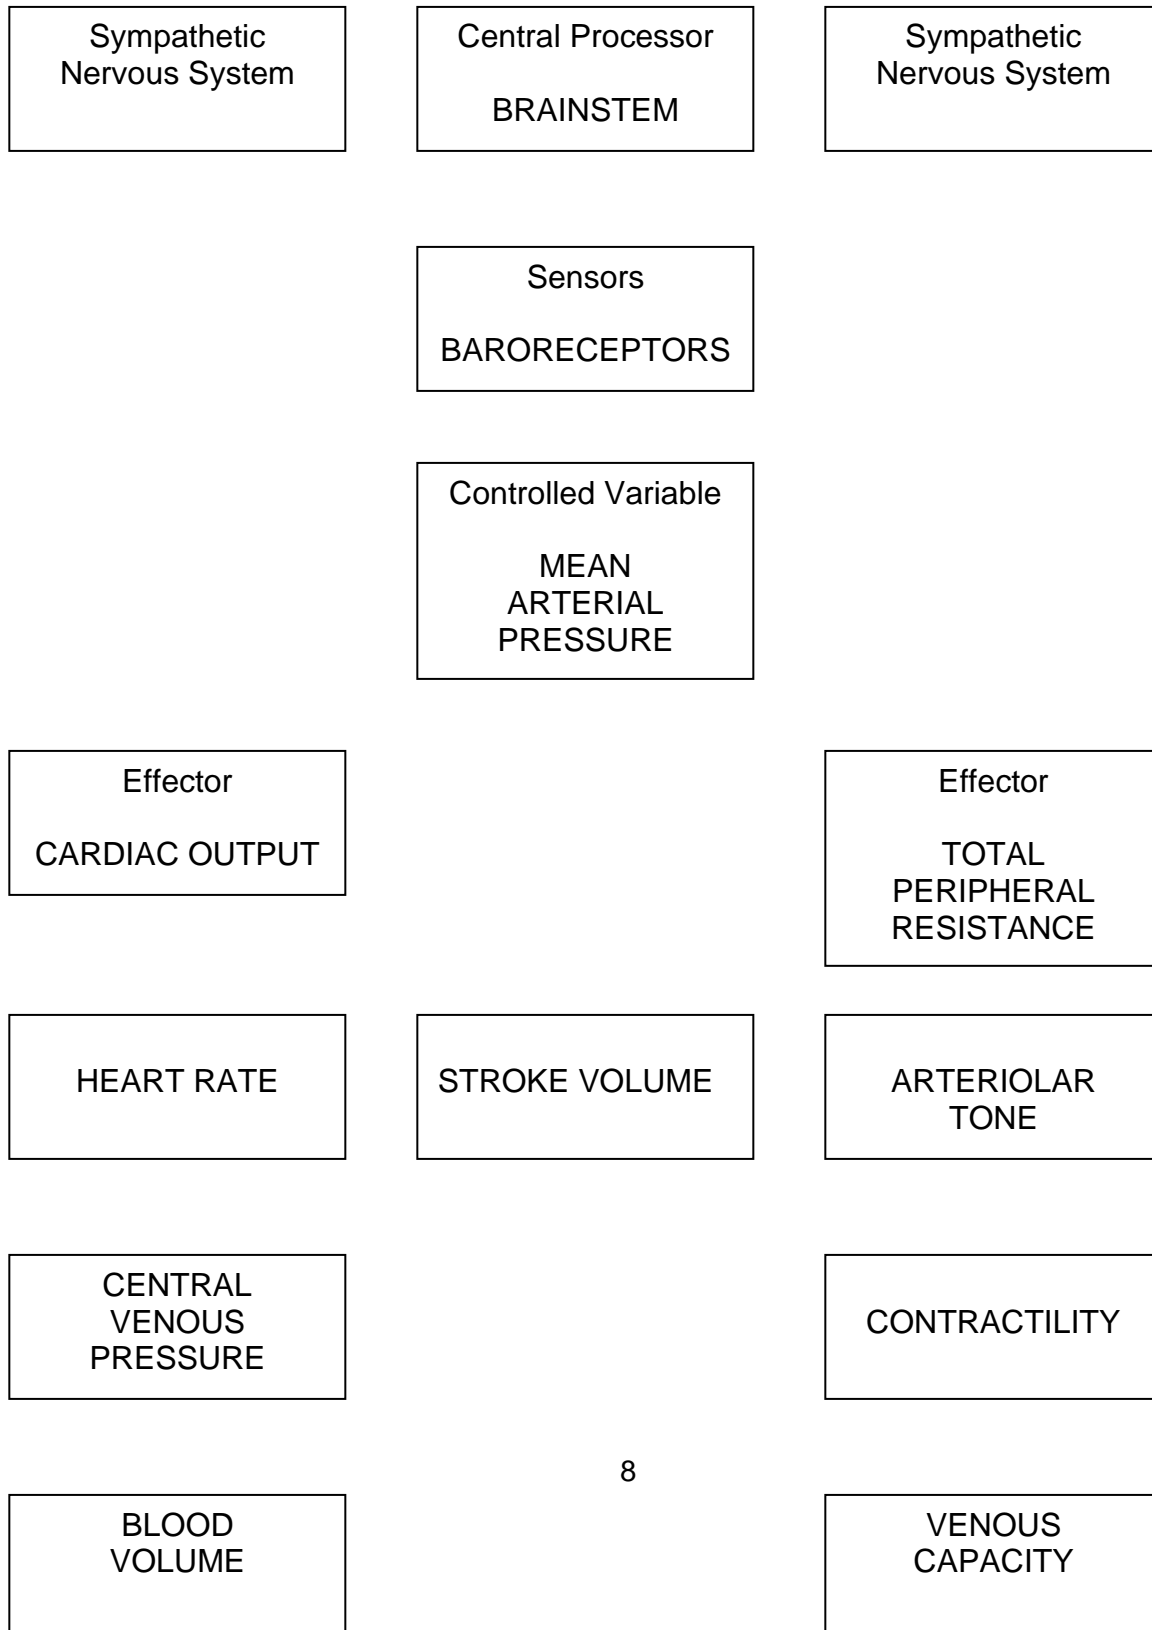 Sympathetic
Nervous System
Central Processor
BRAINSTEM
Sympathetic
Nervous System
Sensors
BARORECEPTORS
Controlled Variable
MEAN
ARTERIAL
PRESSURE
Effector
CARDIAC OUTPUT
Effector
TOTAL
PERIPHERAL
RESISTANCE
HEART RATE
STROKE VOLUME
ARTERIOLAR
TONE
CENTRAL
VENOUS
PRESSURE
CONTRACTILITY
8
BLOOD
VOLUME
VENOUS
CAPACITY